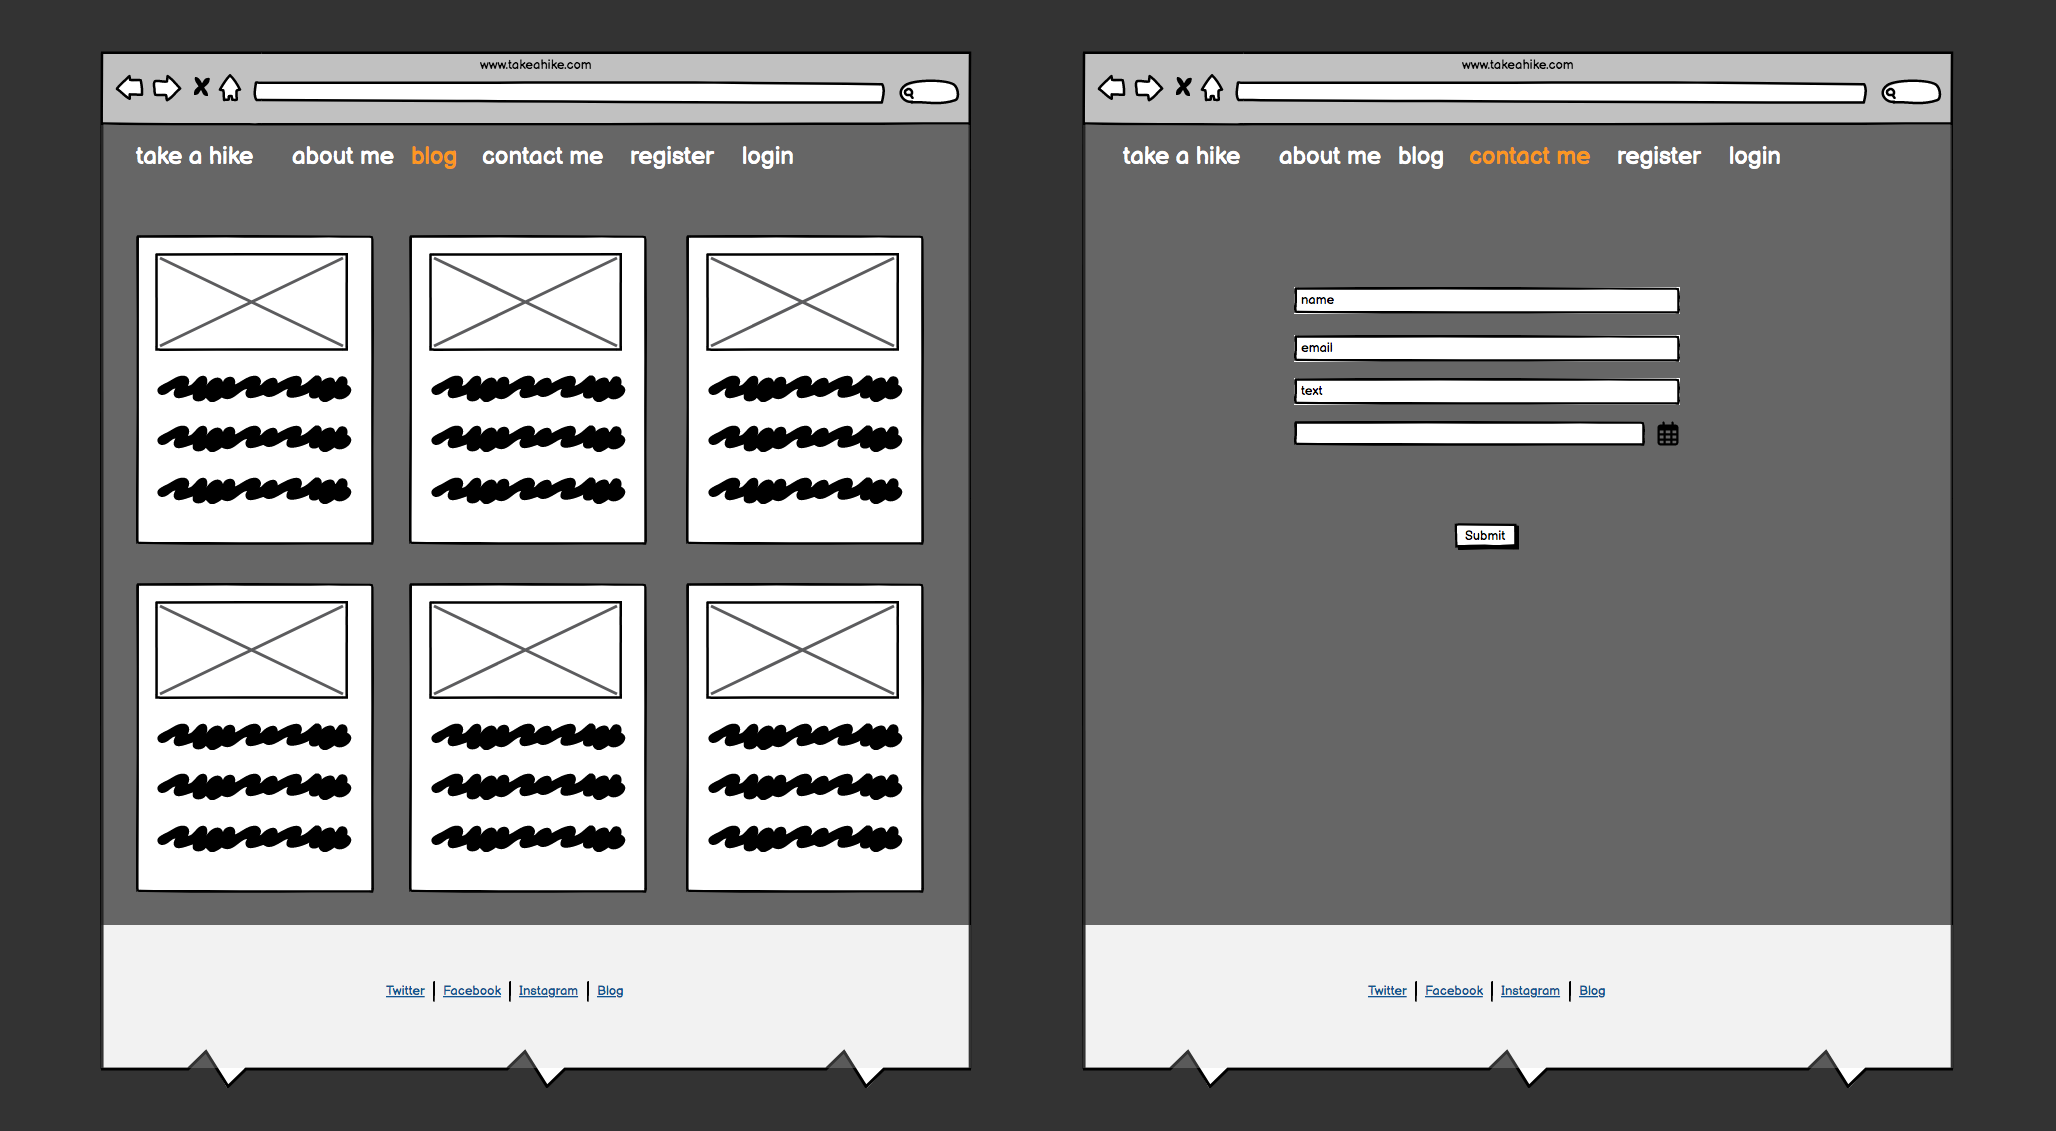 www.takeahike.com
take a hike about me blog contact me register login
Twitter Facebook Instagram Blog
www.takeahike.com
take a hike about me blog contact me register login
name
email
text
Submit
Twitter Facebook Instagram Blog